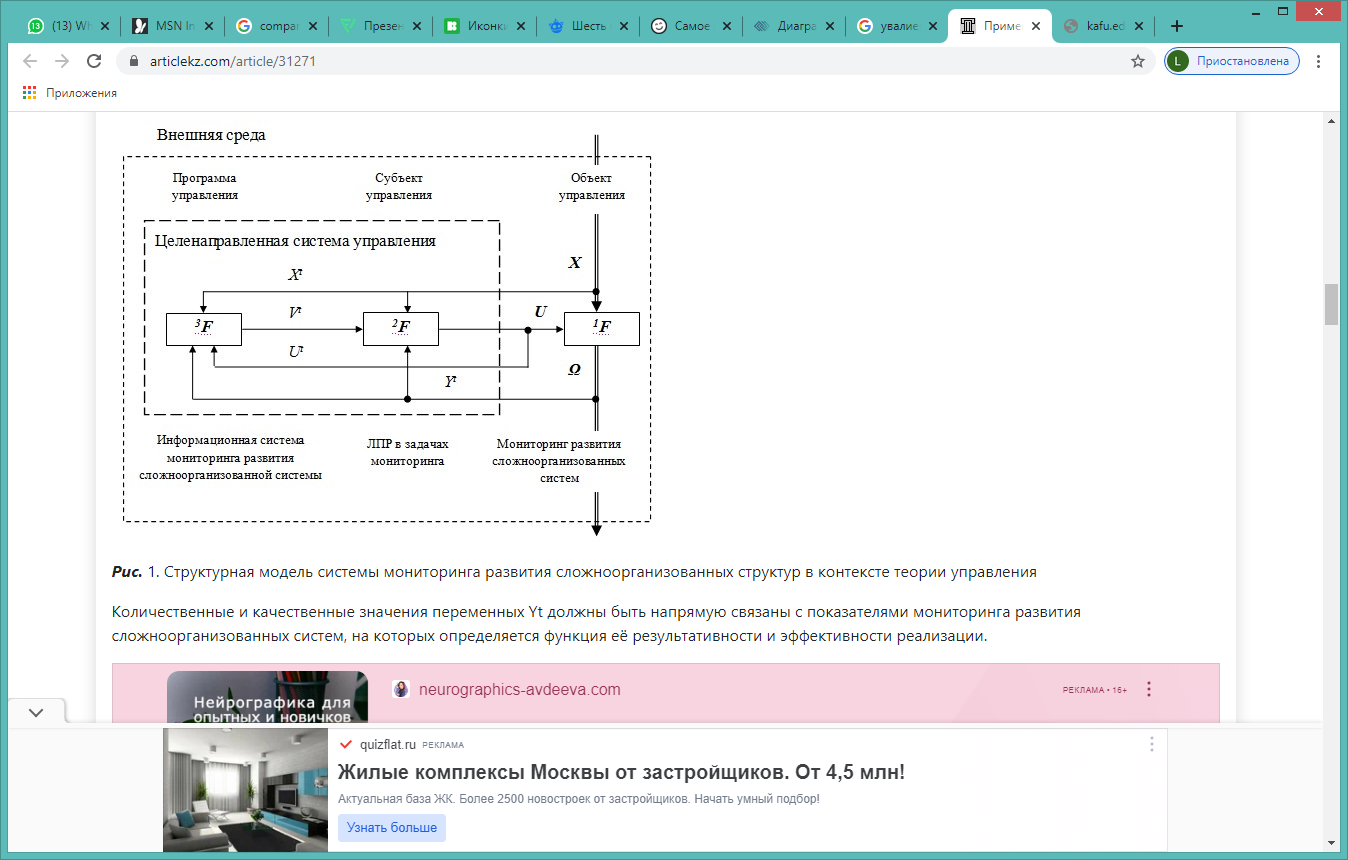 (13) Wh
MSN In
compar
Презен
Иконки
Шесть
Самое
Диагра
увалиев
Приме
kafu.ed
articlekz.com/article/31271
L Приостановлена
Приложения
Внешняя среда
Программа управления
Субъект управления
Объект управления
Целенаправленная система управления
X
Xᵗ
Vᵗ
U
³F
²F
¹F
Uᵗ
Ω
Yᵗ
Информационная система
мониторинга развития
сложноорганизованной системы
ЛПР в задачах
мониторинга
Мониторинг развития
сложноорганизованных
систем
Рис. 1. Структурная модель системы мониторинга развития сложноорганизованных структур в контексте теории управления
Количественные и качественные значения переменных Yt должны быть напрямую связаны с показателями мониторинга развития
сложноорганизованных систем, на которых определяется функция её результативности и эффективности реализации.
Нейрографика для
опытных и новичков
neurographics-avdeeva.com
РЕКЛАМА • 16+
quizflat.ru РЕКЛАМА
Жилые комплексы Москвы от застройщиков. От 4,5 млн!
Актуальная база ЖК. Более 2500 новостроек от застройщиков. Начать умный подбор!
Узнать больше